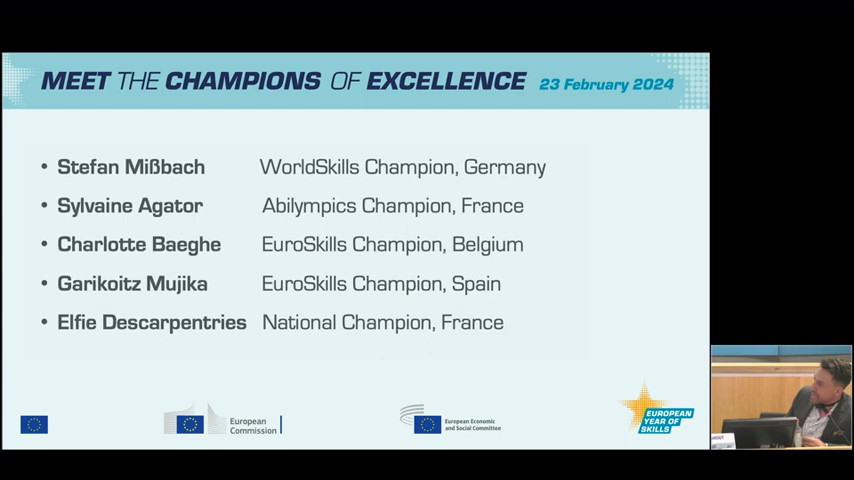 MEET THE CHAMPIONS OF EXCELLENCE 23 February 2024
• Stefan Mißbach WorldSkills Champion, Germany
• Sylvaine Agator Abilympics Champion, France
• Charlotte Baeghe EuroSkills Champion, Belgium
• Garikoitz Mujika EuroSkills Champion, Spain
• Elfie Descarpentries National Champion, France
European
Commission
European Economic
and Social Committee
EUROPEAN
YEAR OF
SKILLS